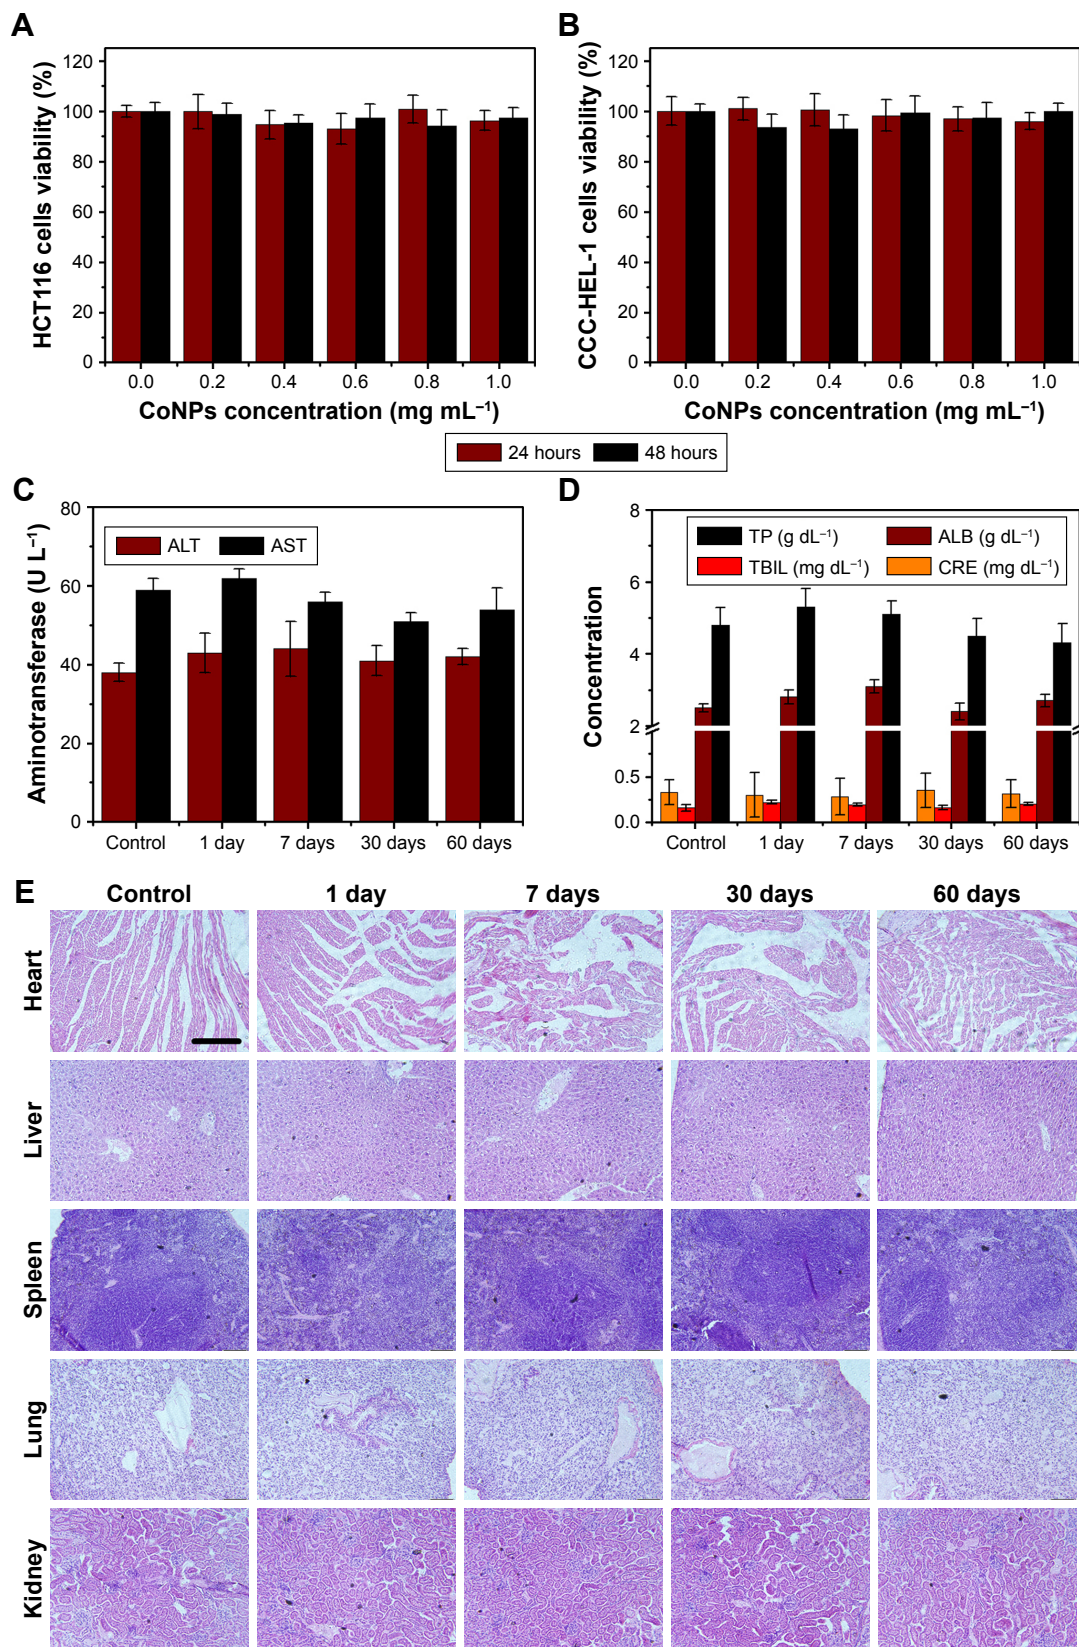 A
HCT116 cells viability (%)
120
100
80
60
40
20
0
0.0 0.2 0.4 0.6 0.8 1.0
CoNPs concentration (mg mL⁻¹)
B
CCC-HEL-1 cells viability (%)
120
100
80
60
40
20
0
0.0 0.2 0.4 0.6 0.8 1.0
CoNPs concentration (mg mL⁻¹)
24 hours 48 hours
C
Aminotransferase (U L⁻¹)
80
60
40
20
0
ALT AST
Control 1 day 7 days 30 days 60 days
D
Concentration
8
6
4
2
0.5
0.0
TP (g dL⁻¹) ALB (g dL⁻¹)
TBIL (mg dL⁻¹) CRE (mg dL⁻¹)
Control 1 day 7 days 30 days 60 days
E
Control 1 day 7 days 30 days 60 days
Heart
Liver
Spleen
Lung
Kidney